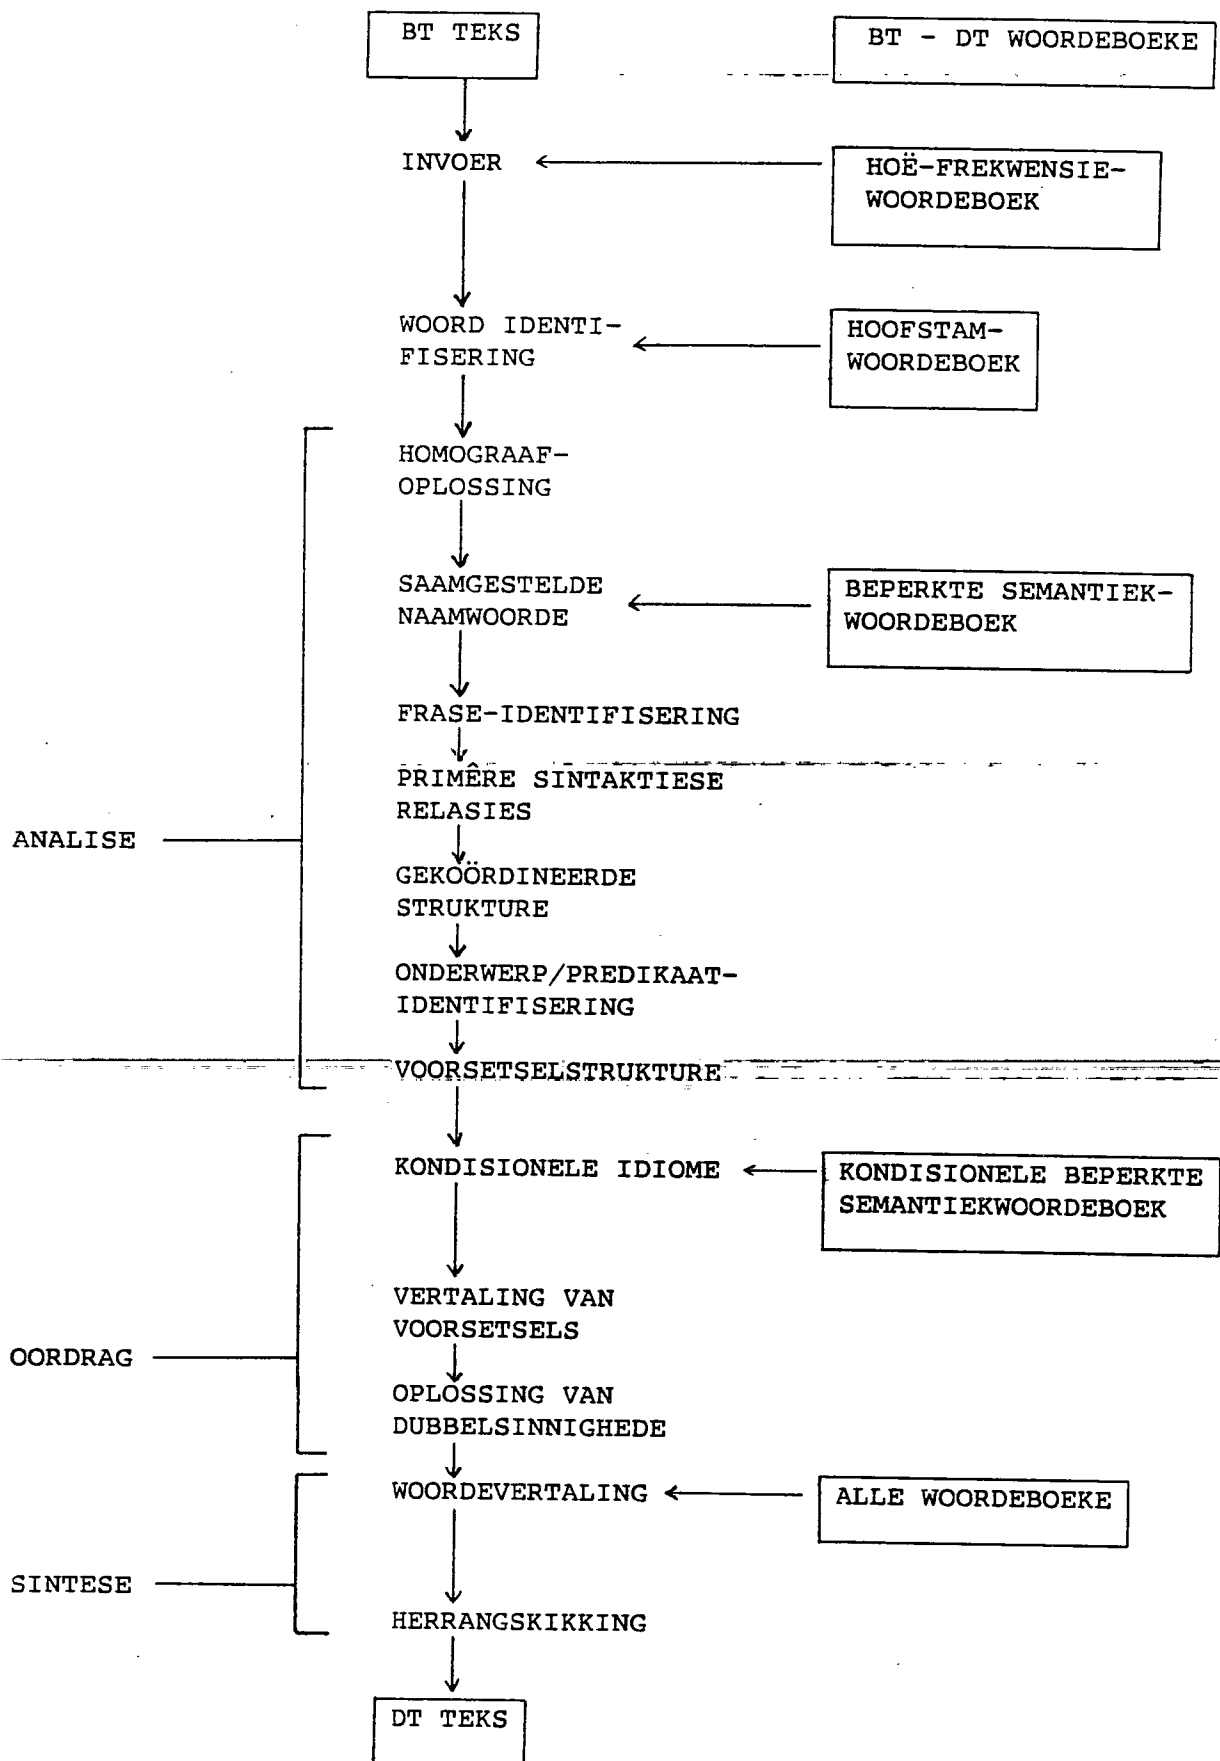 BT TEKS
BT - DT WOORDEBOEKE
INVOER
HOË-FREKWENSIE-
WOORDEBOEK
WOORD IDENTI-
FISERING
HOOFSTAM-
WOORDEBOEK
HOMOGRAAF-
OPLOSSING
SAAMGESTELDE
NAAMWOORDE
BEPERKTE SEMANTIEK-
WOORDEBOEK
FRASE-IDENTIFISERING
PRIMÊRE SINTAKTIESE
RELASIES
ANALISE
GEKOÖRDINEERDE
STRUKTURE
ONDERWERP/PREDIKAAT-
IDENTIFISERING
VOORSETSELSTRUKTURE
KONDISIONELE IDIOME
KONDISIONELE BEPERKTE
SEMANTIEKWOORDEBOEK
VERTALING VAN
VOORSETSELS
OORDRAG
OPLOSSING VAN
DUBBELSINNIGHEDE
WOORDEVERTALING
ALLE WOORDEBOEKE
SINTESE
HERRANGSKIKKING
DT TEKS